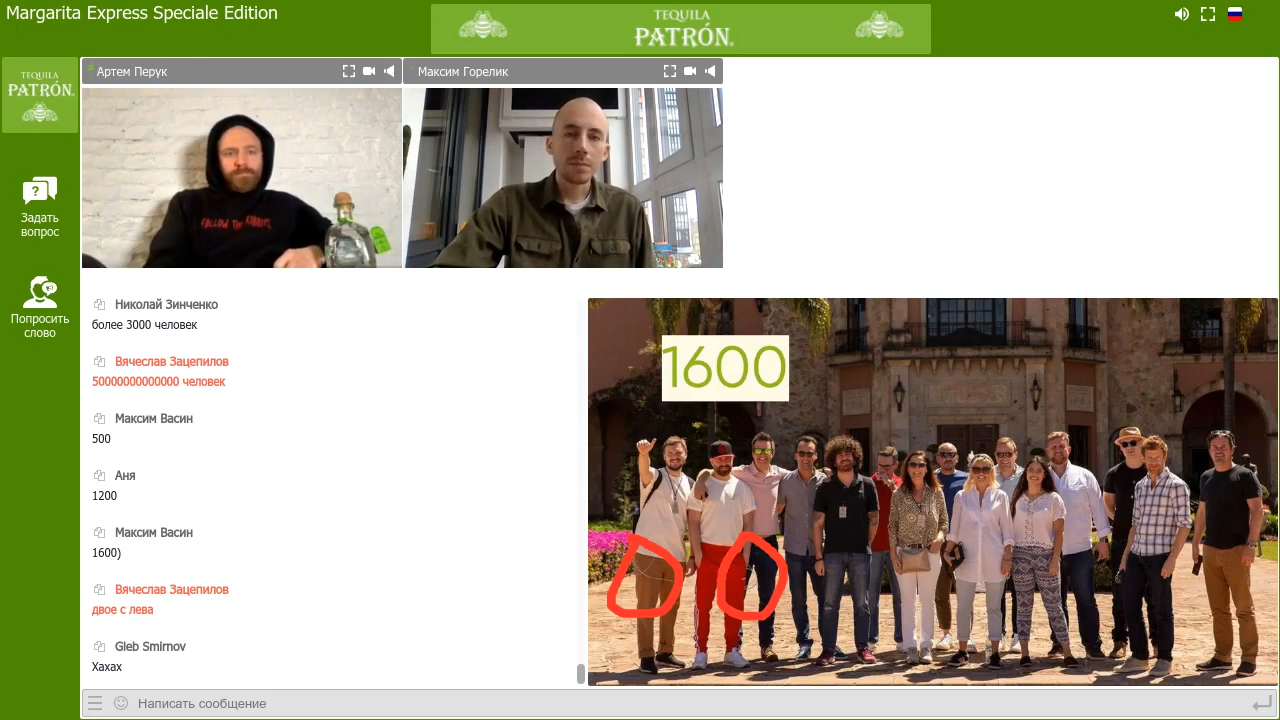 Margarita Express Speciale Edition
TEQUILA
PATRÓN.
TEQUILA
PATRÓN.
Задать
вопрос
Попросить
слово
Артем Перук
Максим Горелик
Николай Зинченко
более 3000 человек
Вячеслав Зацепилов
50000000000000 человек
Максим Васин
500
Аня
1200
Максим Васин
1600)
Вячеслав Зацепилов
двое с лева
Gleb Smirnov
Хахах
1600
Написать сообщение